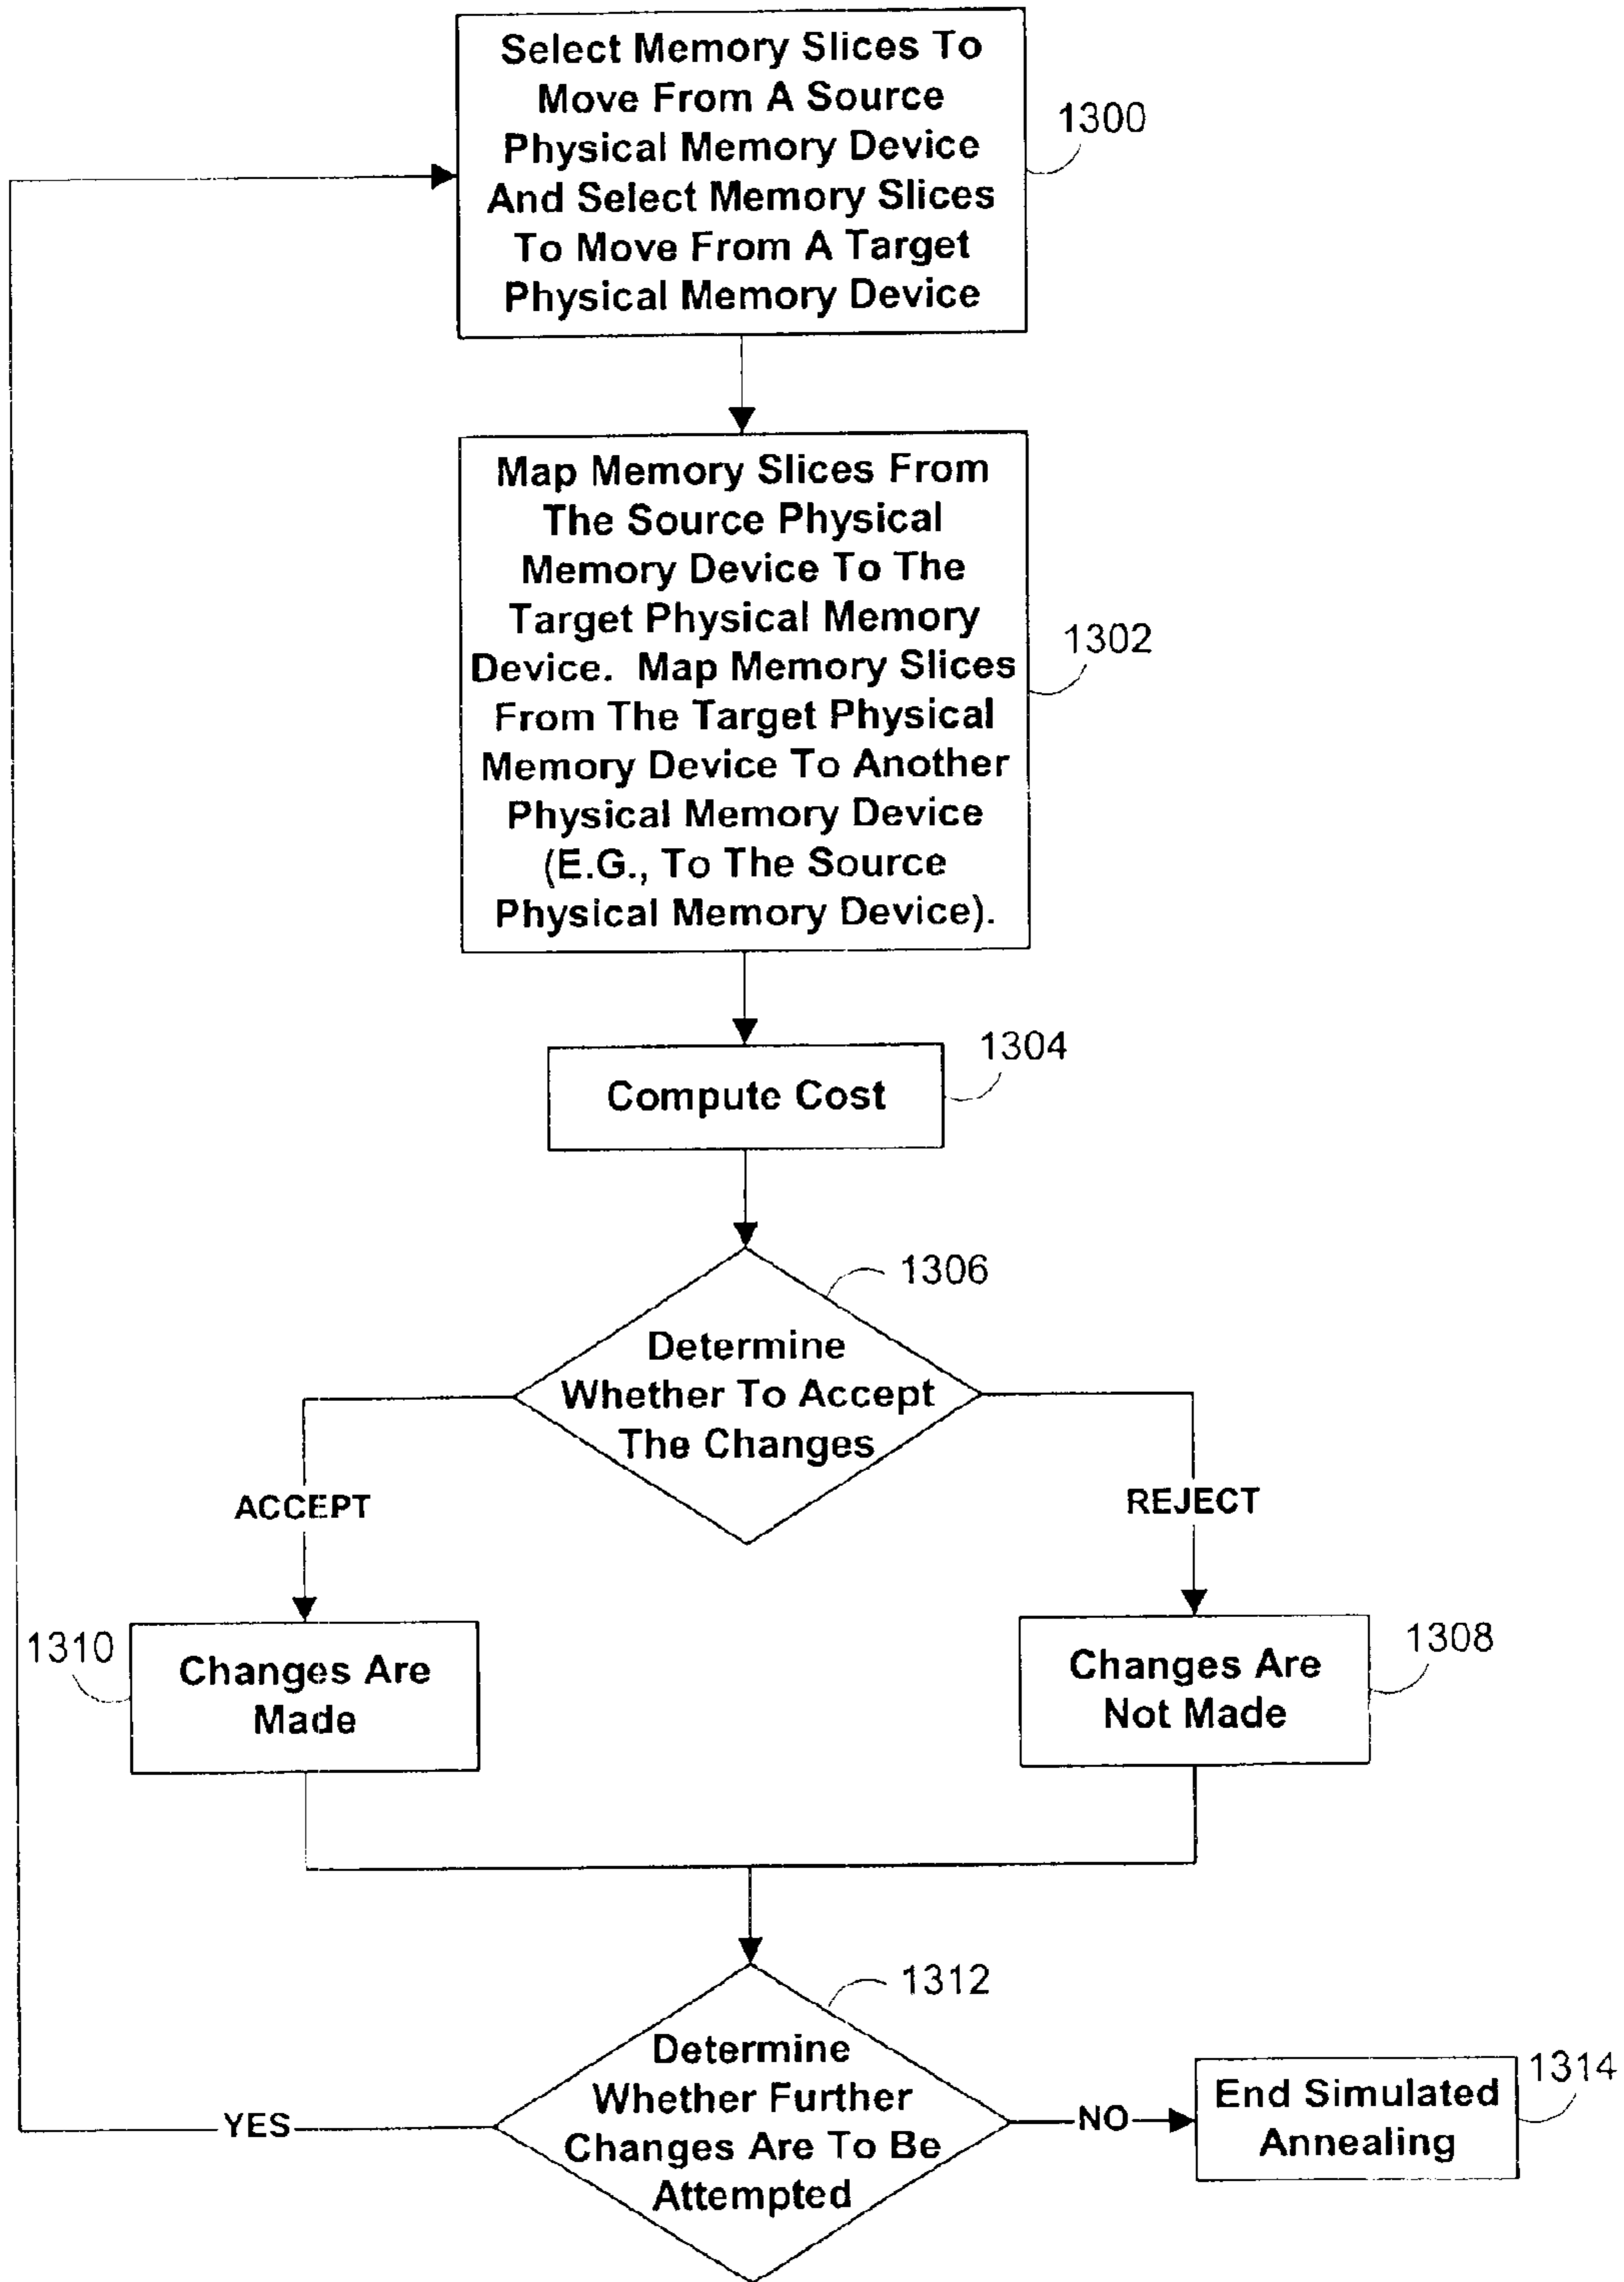 Select Memory Slices To
Move From A Source
Physical Memory Device
And Select Memory Slices
To Move From A Target
Physical Memory Device
1300
Map Memory Slices From
The Source Physical
Memory Device To The
Target Physical Memory
Device. Map Memory Slices
From The Target Physical
Memory Device To Another
Physical Memory Device
(E.G., To The Source
Physical Memory Device).
1302
Compute Cost
1304
1306
Determine
Whether To Accept
The Changes
ACCEPT
REJECT
1310
Changes Are
Made
Changes Are
Not Made
1308
1312
Determine
Whether Further
Changes Are To Be
Attempted
YES
NO
End Simulated
Annealing
1314